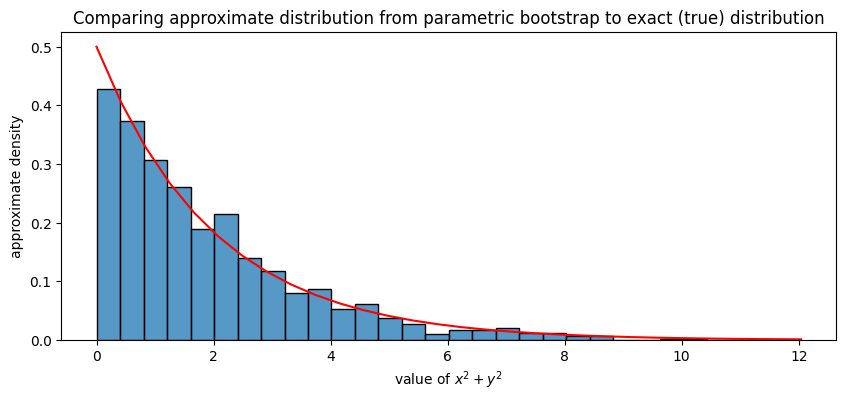 Comparing approximate distribution from parametric bootstrap to exact (true) distribution
approximate density
0.5
0.4
0.3
0.2
0.1
0.0
0 2 4 6 8 10 12
value of x² + y²